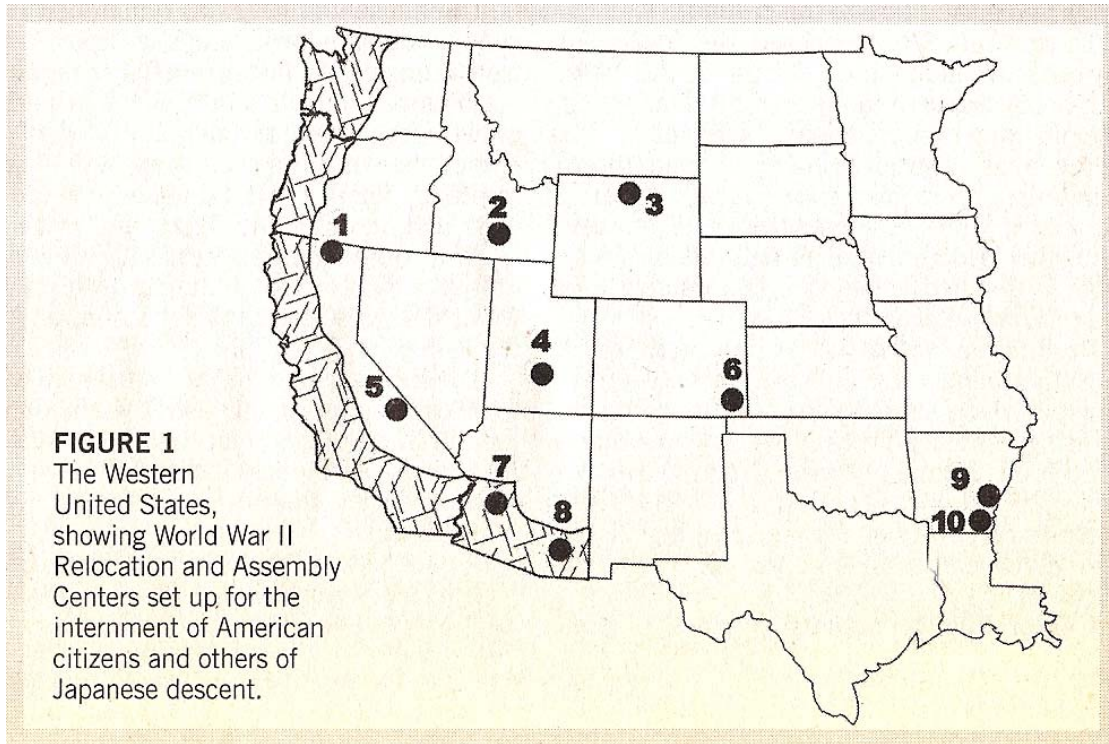 1
2
3
4
5
6
7
8
9
10
FIGURE 1
The Western
United States,
showing World War II
Relocation and Assembly
Centers set up for the
internment of American
citizens and others of
Japanese descent.